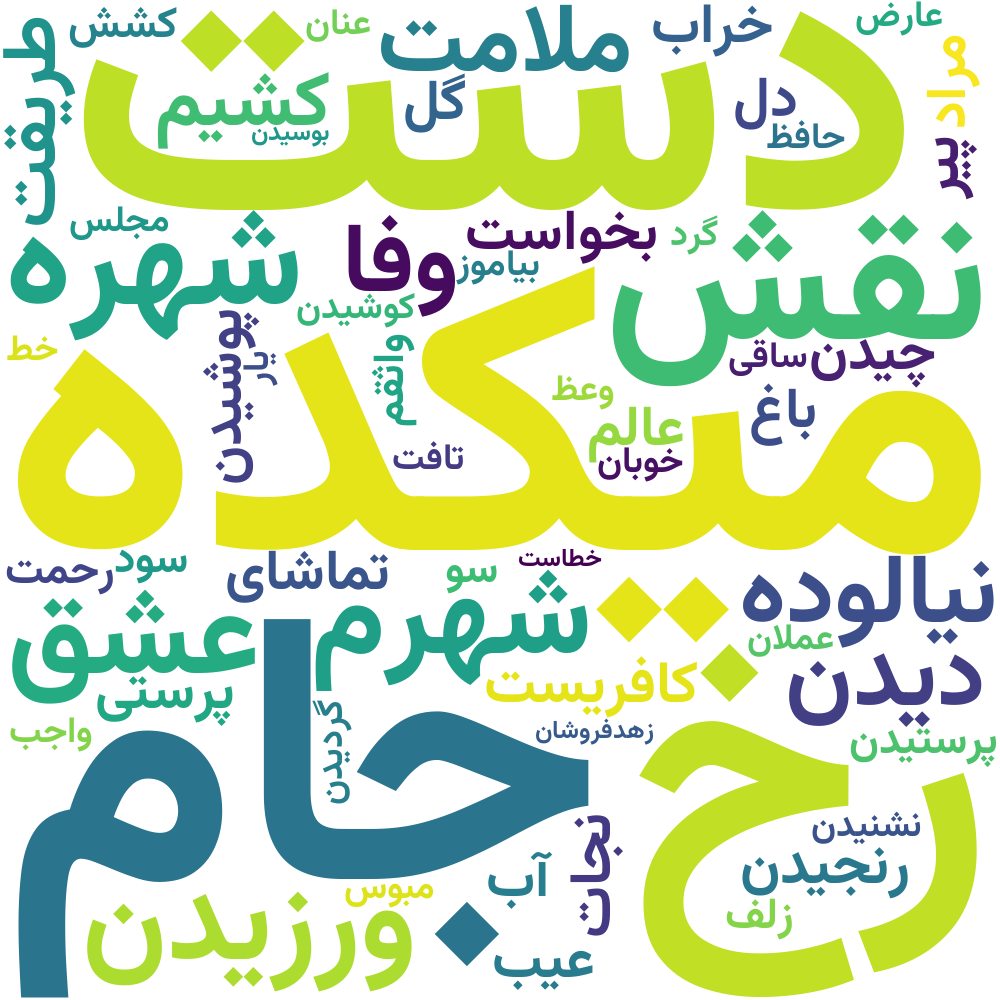 عارض
خراب
ملامت
عنان
کشش
طریقت
دست
مراد
دل
گل
کشیم
حافظ
بوسیدن
پیر
مجلس
شهره
وفا
بخواست
گرد
نقش
بیاموز
کوشیدن
خط
پوشیدن
یار
واثقم
ساقی
چیدن
میکده
وعظ
باغ
عالم
خوبان
تافت
رحمت
سود
تماشای
سو
خطاست
نیالوده
عشق
شهرم
عملان
دیدن
پرستی
کافریست
واجب
گردیدن
زهدفروشان
پرستیدن
جام
رخ
نشنیدن
رنجیدن
نجات
آب
مبوس
زلف
ورزیدن
عیب